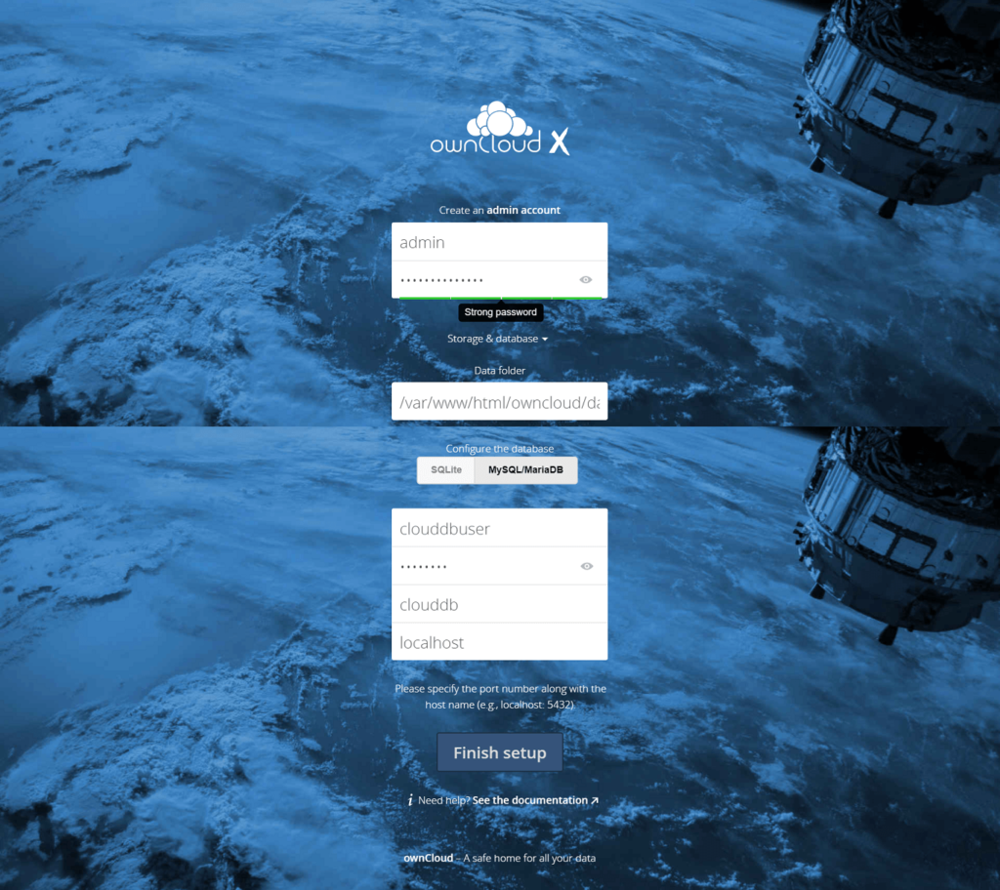 ownCloud X
Create an admin account
admin
••••••••••••••
Strong password
Storage & database
Data folder
/var/www/html/owncloud/da
Configure the database
SQLite MySQL/MariaDB
clouddbuser
••••••••
clouddb
localhost
Please specify the port number along with the
host name (e.g., localhost: 5432).
Finish setup
i Need help? See the documentation ↗
ownCloud – A safe home for all your data